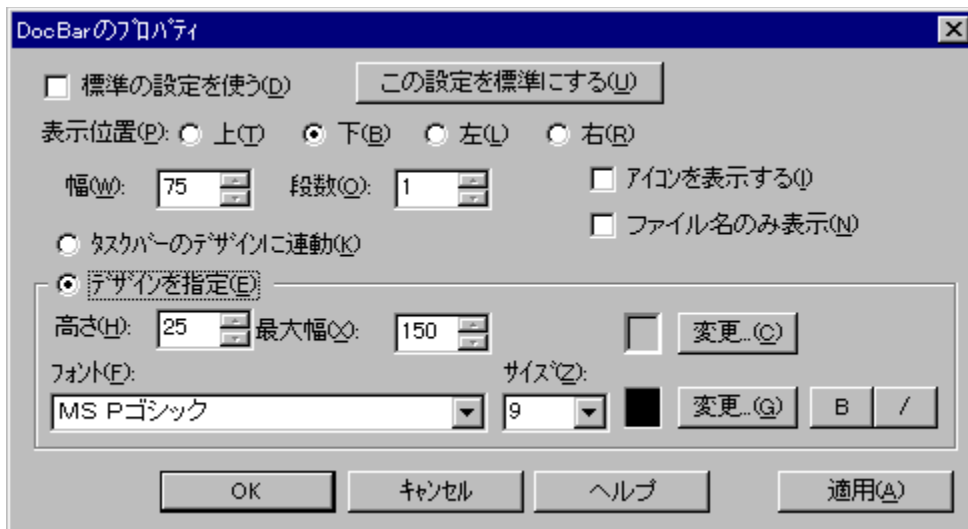 DocBarのﾌﾟﾛﾊﾟﾃｨ
標準の設定を使う(D) この設定を標準にする(U)
表示位置(P): 上(T) 下(B) 左(L) 右(R)
幅(W): 75 段数(O): 1 ｱｲｺﾝを表示する(I)
ファイル名のみ表示(N)
ﾀｽｸﾊﾞｰのﾃﾞｻﾞｲﾝに連動(K)
ﾃﾞｻﾞｲﾝを指定(E)
高さ(H): 25 最大幅(X): 150 変更...(C)
ﾌｫﾝﾄ(F): ｻｲｽﾞ(Z):
MS Pゴシック 9 変更...(G) B /
OK ｷｬﾝｾﾙ ヘルプ 適用(A)